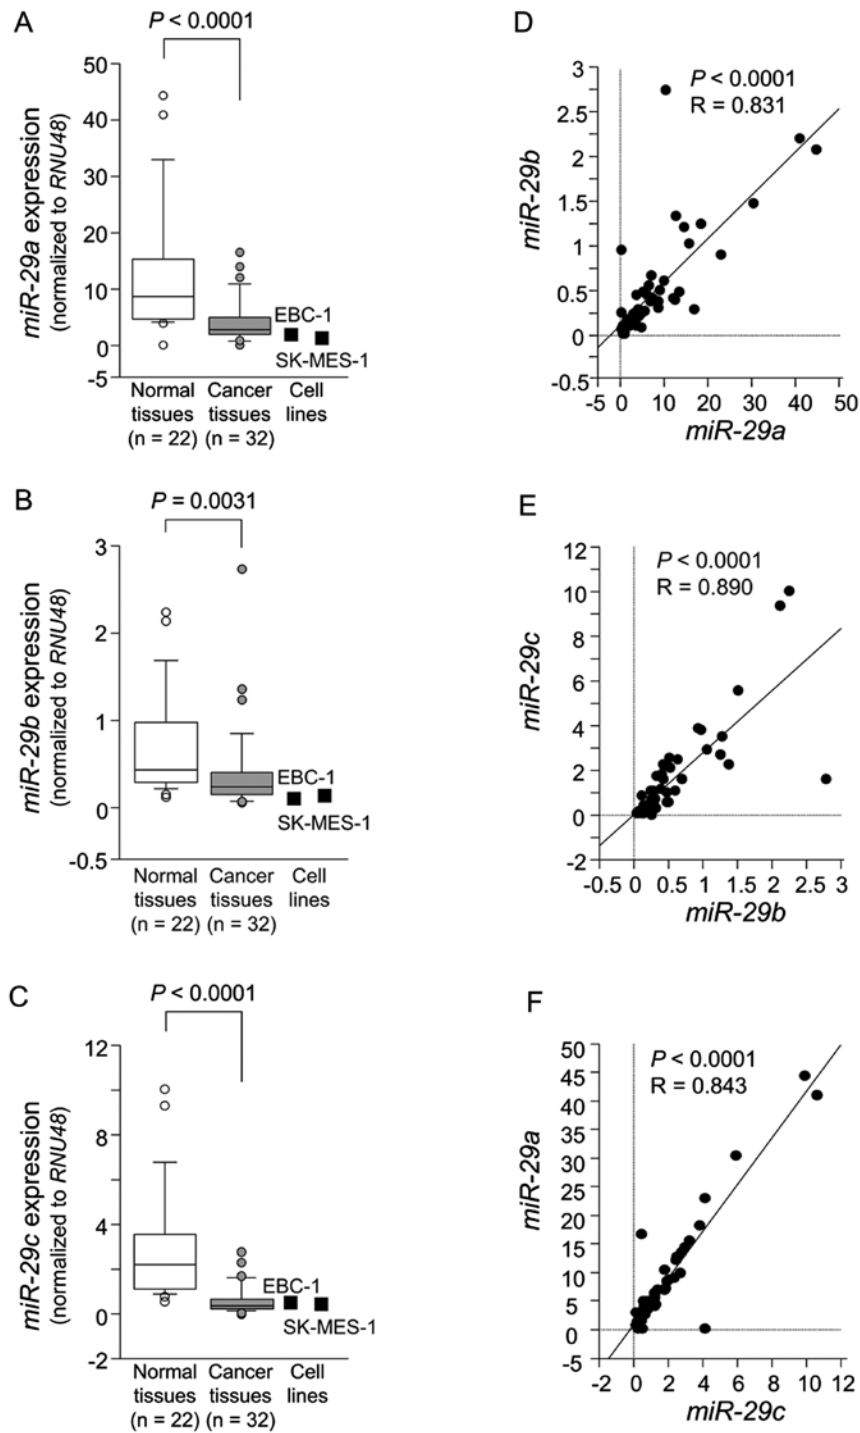 A
P < 0.0001
miR-29a expression
(normalized to RNU48)
50
40
30
20
10
0
-5
EBC-1
SK-MES-1
Normal tissues (n = 22)
Cancer tissues (n = 32)
Cell lines
D
P < 0.0001
R = 0.831
miR-29b
3
2.5
2
1.5
1
0.5
0
-0.5
-5 0 10 20 30 40 50
miR-29a
B
P = 0.0031
miR-29b expression
(normalized to RNU48)
3
2
1
0
-0.5
EBC-1
SK-MES-1
Normal tissues (n = 22)
Cancer tissues (n = 32)
Cell lines
E
P < 0.0001
R = 0.890
miR-29c
12
10
8
6
4
2
0
-2
-0.5 0 0.5 1 1.5 2 2.5 3
miR-29b
C
P < 0.0001
miR-29c expression
(normalized to RNU48)
12
8
4
0
-2
EBC-1
SK-MES-1
Normal tissues (n = 22)
Cancer tissues (n = 32)
Cell lines
F
P < 0.0001
R = 0.843
miR-29a
50
45
40
35
30
25
20
15
10
5
0
-5
-2 0 2 4 6 8 10 12
miR-29c